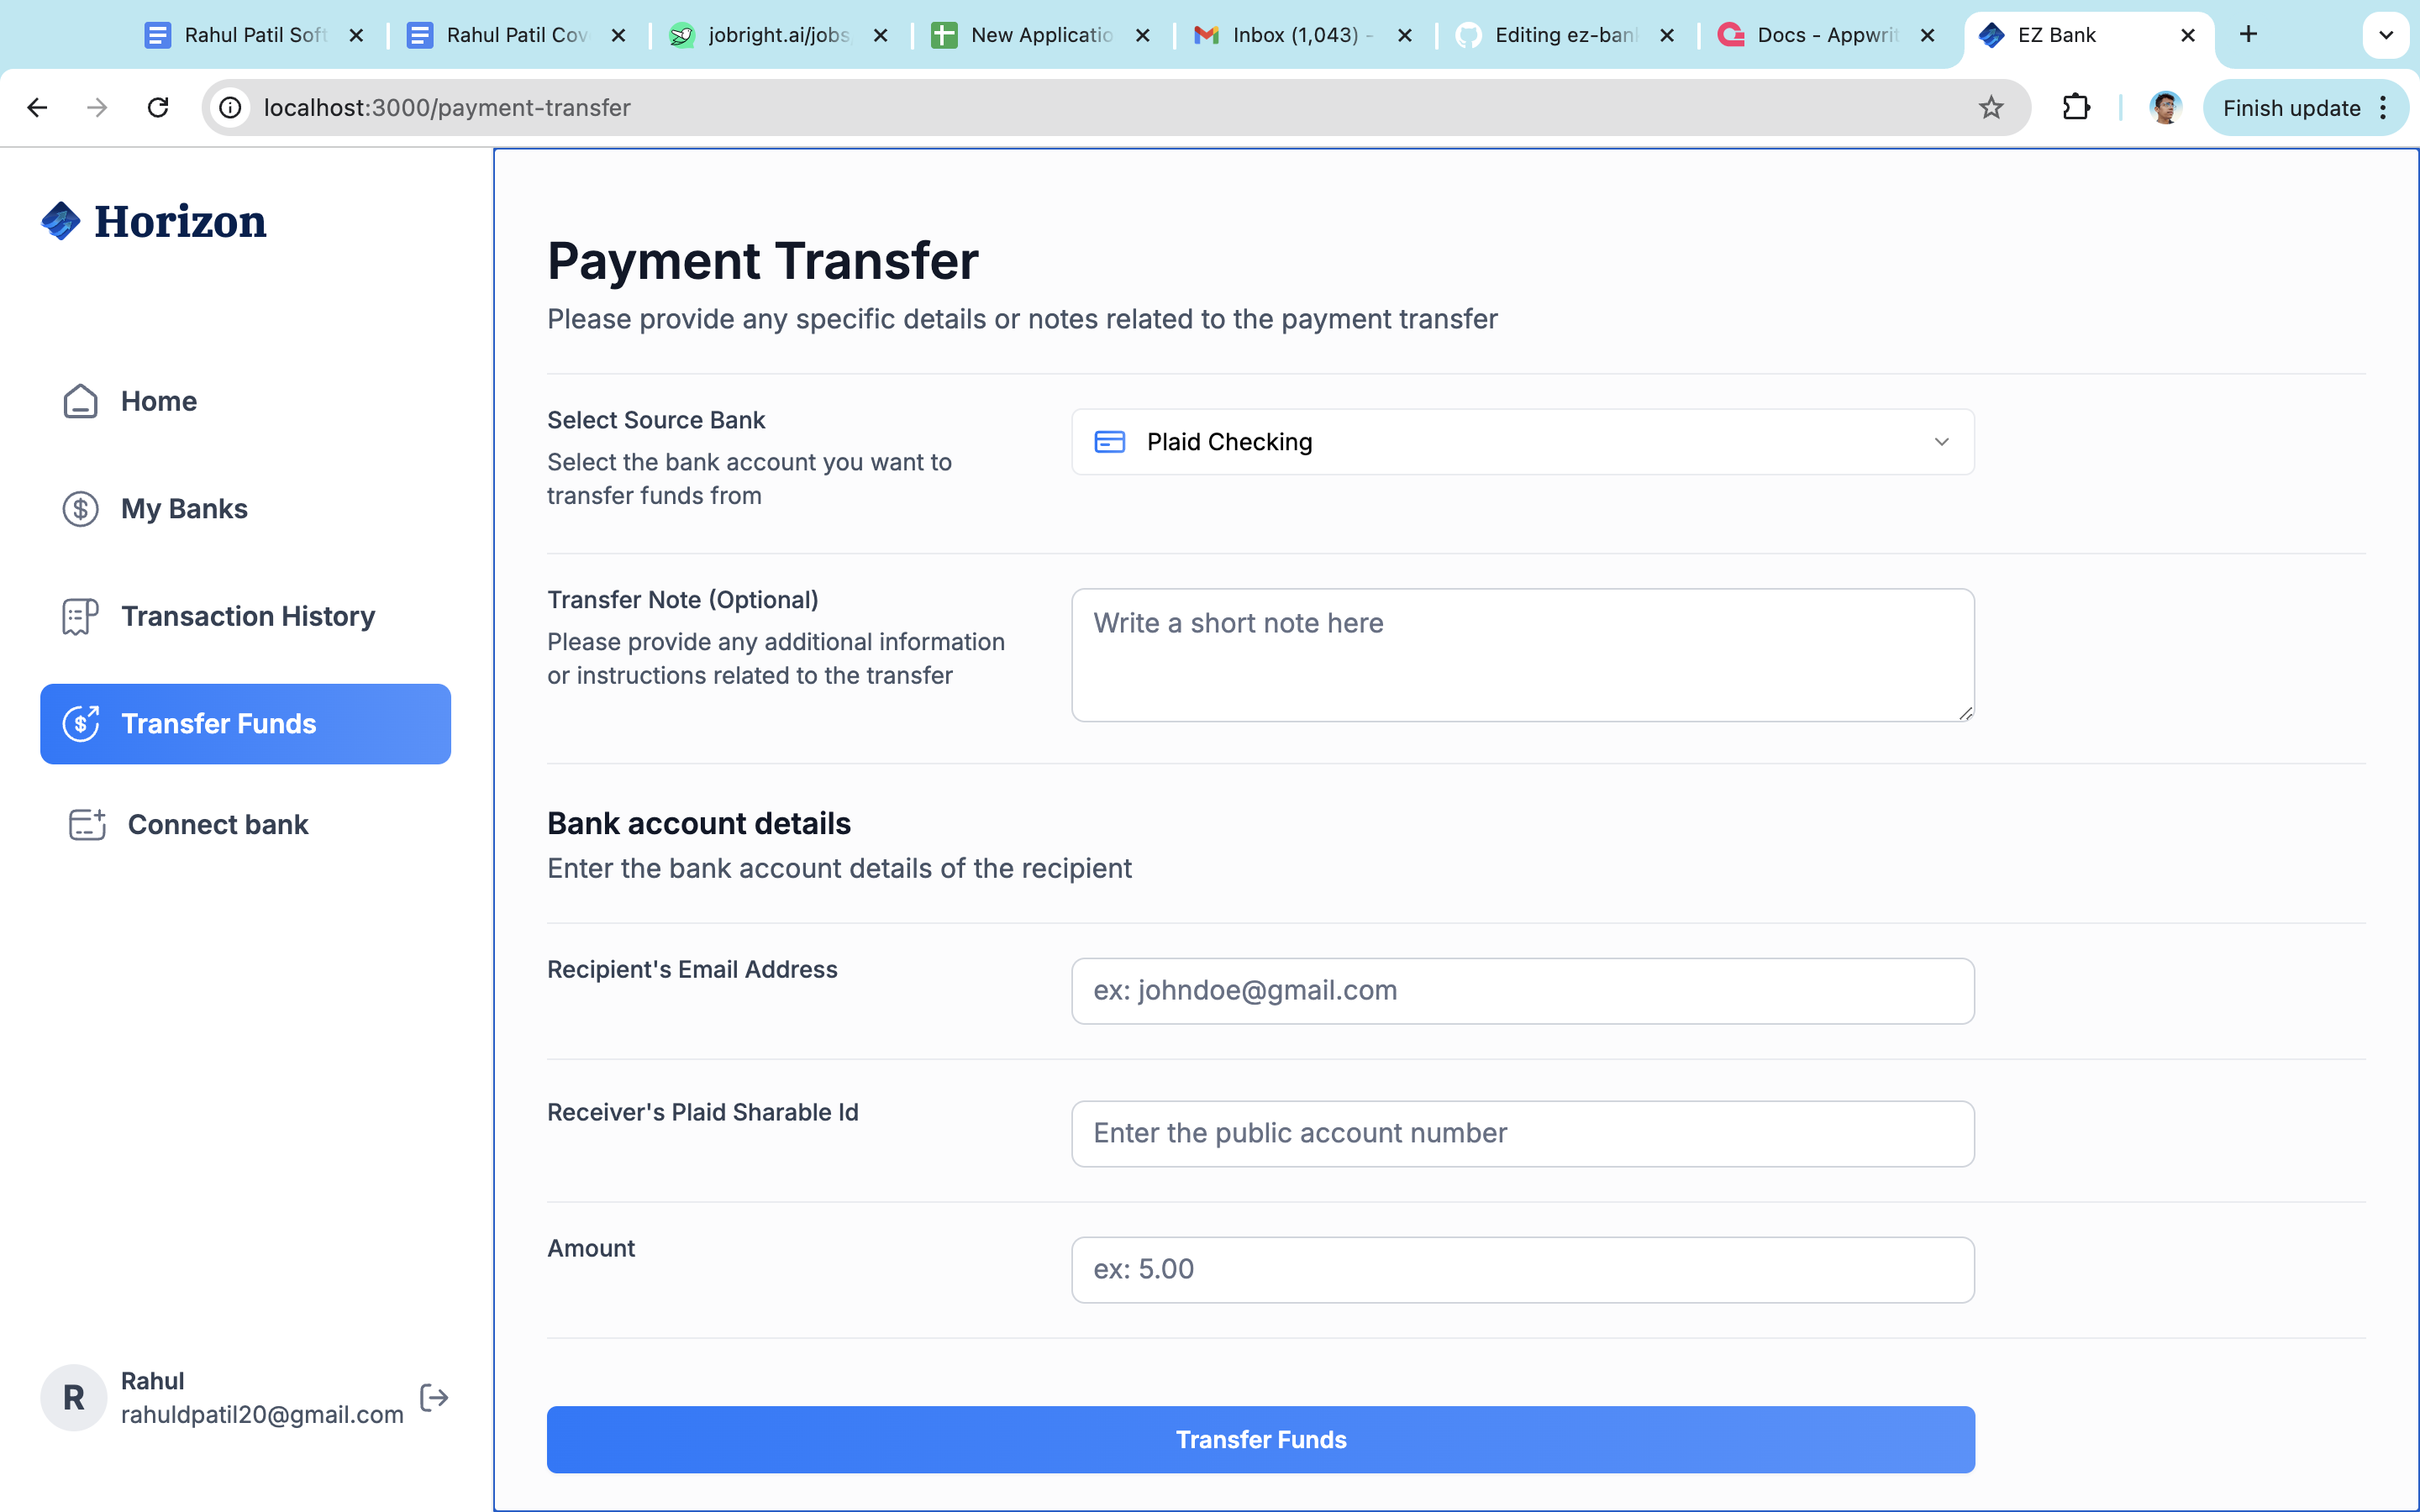 Rahul Patil Soft
Rahul Patil Cov
jobright.ai/jobs
New Applicatio
Inbox (1,043) -
Editing ez-ban
Docs - Appwrit
EZ Bank
localhost:3000/payment-transfer
Finish update
Horizon
Home
My Banks
Transaction History
Transfer Funds
Connect bank
Rahul
R
rahuldpatil20@gmail.com
Payment Transfer
Please provide any specific details or notes related to the payment transfer
Select Source Bank
Select the bank account you want to
transfer funds from
Plaid Checking
Transfer Note (Optional)
Please provide any additional information
or instructions related to the transfer
Write a short note here
Bank account details
Enter the bank account details of the recipient
Recipient's Email Address
ex: johndoe@gmail.com
Receiver's Plaid Sharable Id
Enter the public account number
Amount
ex: 5.00
Transfer Funds